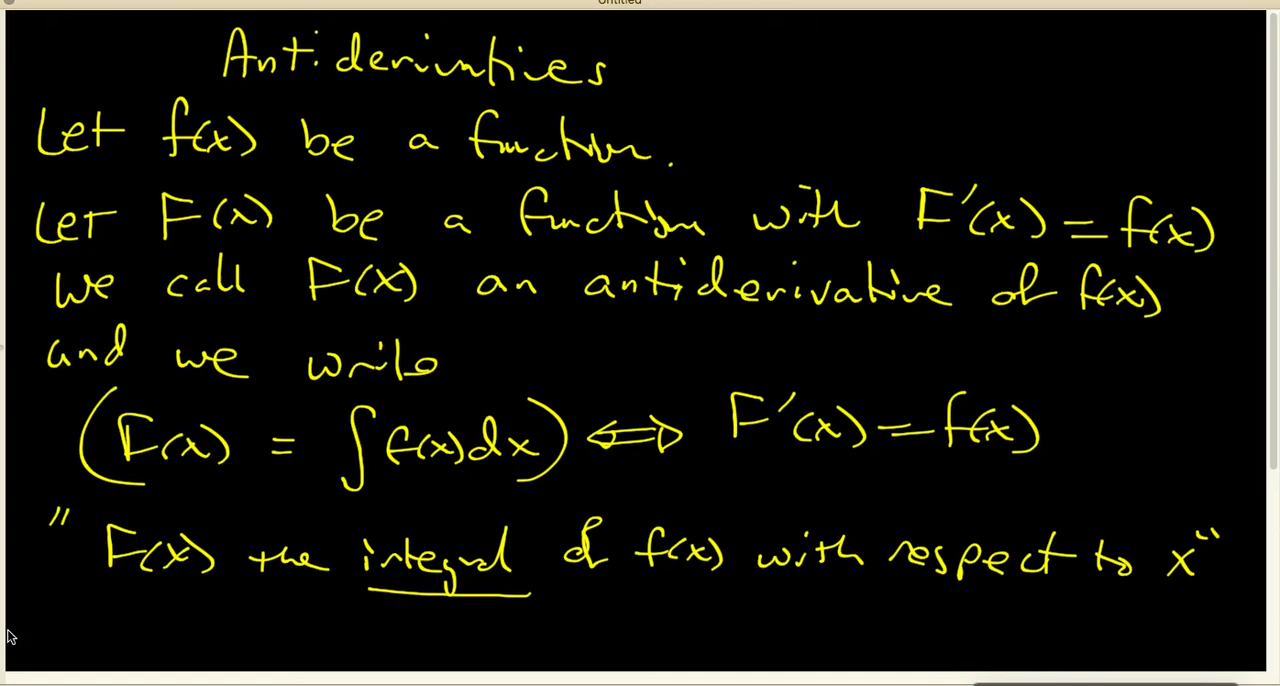 Untitled
Antiderivatives
Let f(x) be a function.
Let F(x) be a function with F'(x) = f(x)
We call F(x) an antiderivative of f(x)
and we write
(F(x) = ∫ f(x)dx) ⟺ F'(x) = f(x)
" F(x) the integral of f(x) with respect to x "